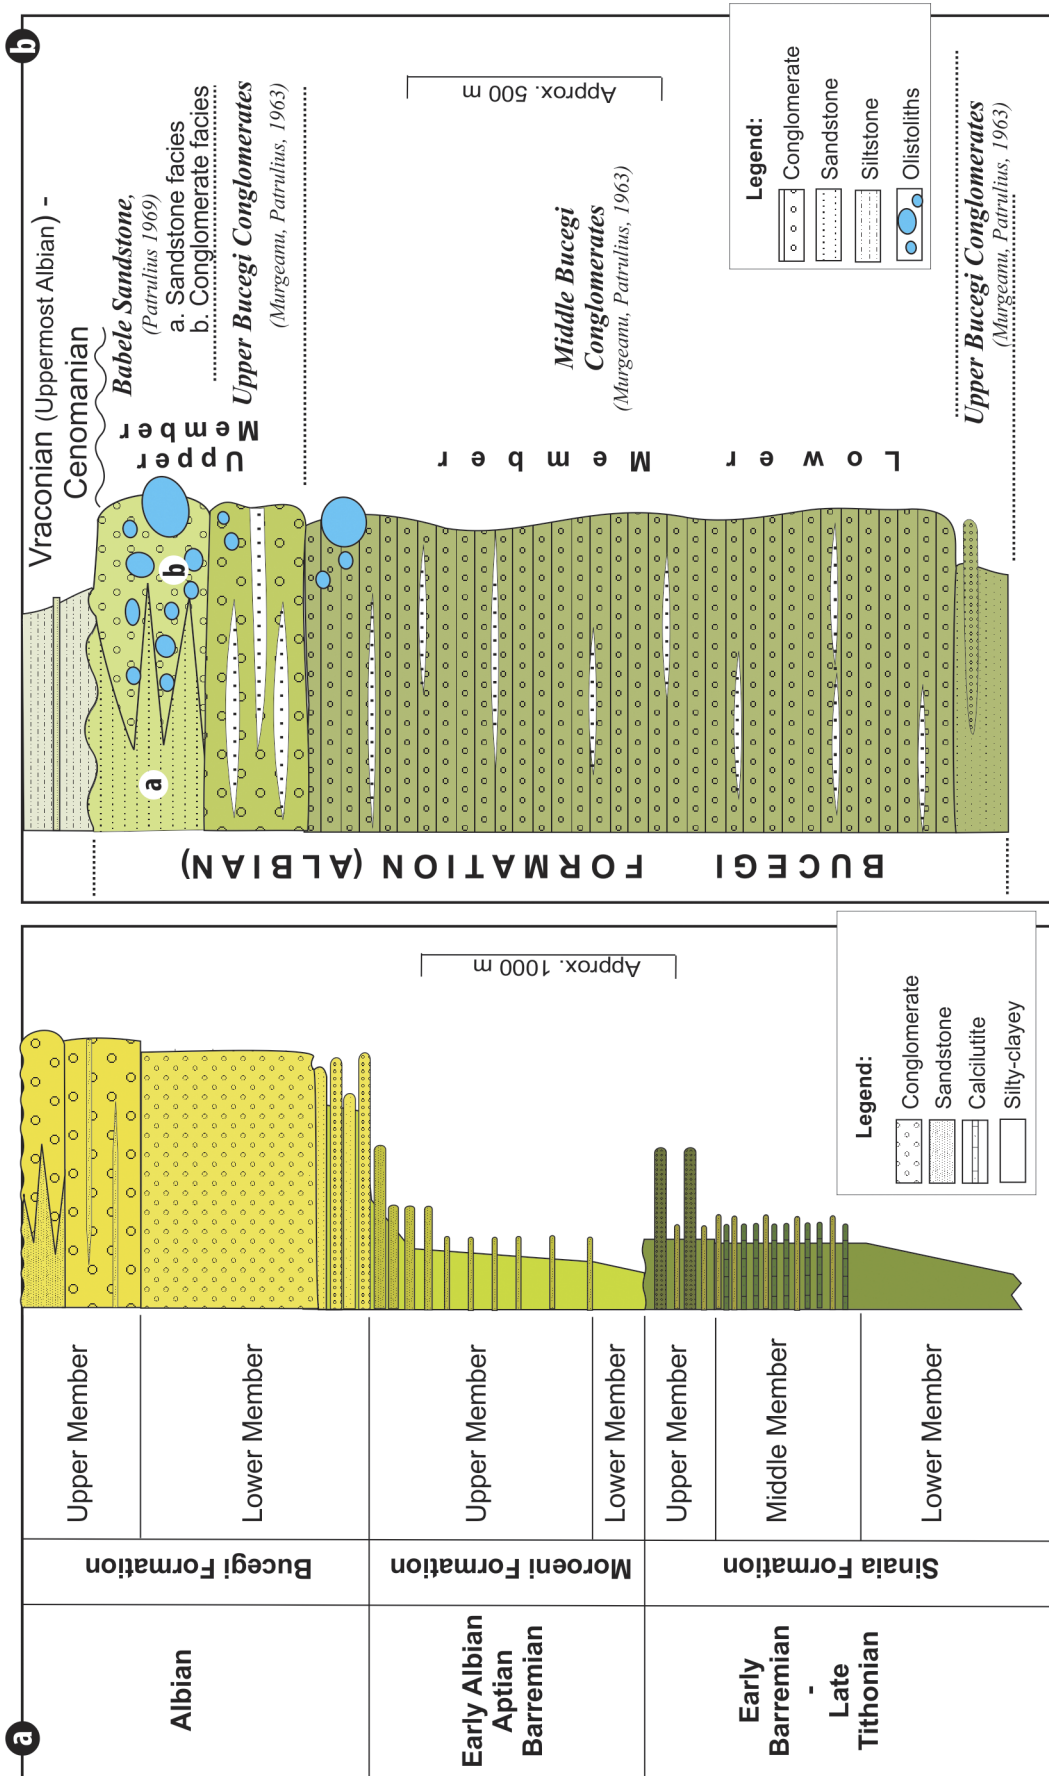 a
Albian
Early Albian
Aptian
Barremian
Early
Barremian
-
Late
Tithonian
Bucegi Formation
Moroeni Formation
Sinaia Formation
Upper Member
Lower Member
Upper Member
Lower Member
Upper Member
Middle Member
Lower Member
Approx. 1000 m
Legend:
Conglomerate
Sandstone
Calcilutite
Silty-clayey
b
Vraconian (Uppermost Albian) -
Cenomanian
BUCEGI FORMATION (ALBIAN)
a
b
Upper
Member
Lower Member
Babele Sandstone,
(Patrulius 1969)
a. Sandstone facies
b. Conglomerate facies
Upper Bucegi Conglomerates
(Murgeanu, Patrulius, 1963)
Middle Bucegi
Conglomerates
(Murgeanu, Patrulius, 1963)
Upper Bucegi Conglomerates
(Murgeanu, Patrulius, 1963)
Approx. 500 m
Legend:
Conglomerate
Sandstone
Siltstone
Olistoliths